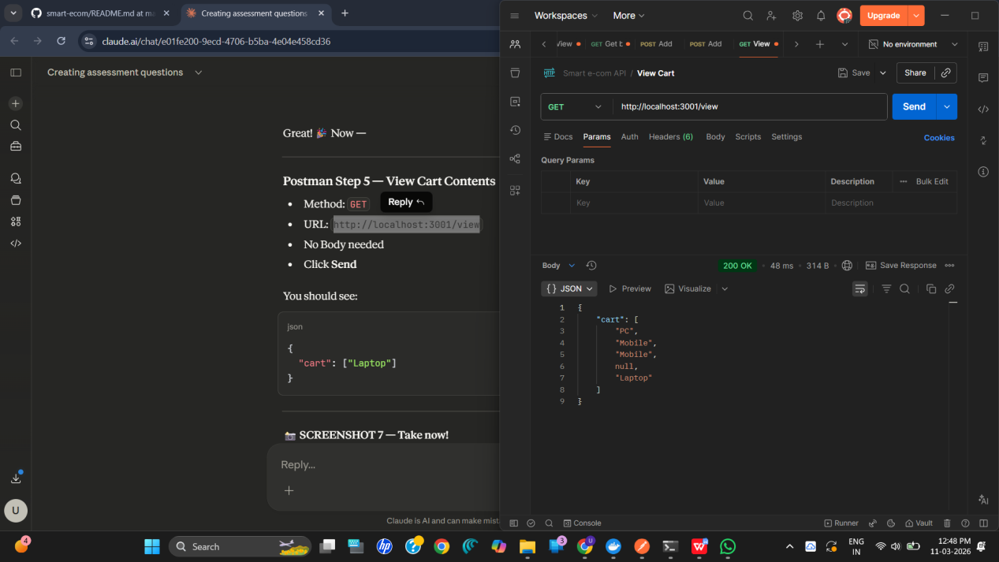 smart-ecom/README.md at ma
Creating assessment questions
claude.ai/chat/e01fe200-9ecd-4706-b5ba-4e04e458cd36
Creating assessment questions
Great! 🎉 Now —
Postman Step 5 — View Cart Contents
Method: GET
Reply
URL: http://localhost:3001/view
No Body needed
Click Send
You should see:
json
{
"cart": ["Laptop"]
}
📷 SCREENSHOT 7 — Take now!
Reply...
Claude is AI and can make mist
U
Workspaces
More
Upgrade
View
GET Get b
POST Add
POST Add
GET View
No environment
HTTP Smart e-com API / View Cart
Save
Share
GET
http://localhost:3001/view
Send
Docs
Params
Auth
Headers (6)
Body
Scripts
Settings
Cookies
Query Params
Key
Value
Description
Bulk Edit
Key
Value
Description
Body
200 OK
48 ms
314 B
e.g.
Save Response
{} JSON
Preview
Visualize
1 {
2 "cart": [
3 "PC",
4 "Mobile",
5 "Mobile",
6 null,
7 "Laptop"
8 ]
9 }
AI
Console
Runner
Vault
4
Search
hp
3
U
W
ENG
IN
12:48 PM
11-03-2026